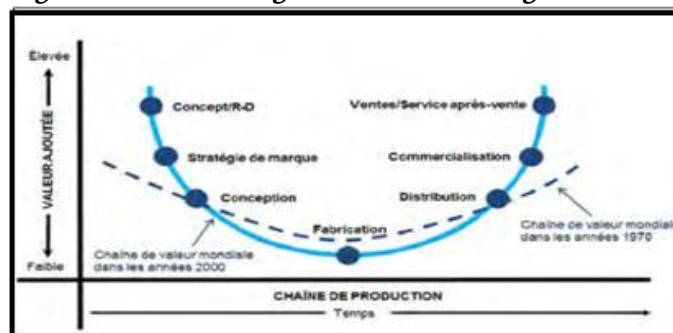 Élevée
VALEUR AJOUTÉE
Faible
Concept/R-D
Stratégie de marque
Conception
Fabrication
Ventes/Service après-vente
Commercialisation
Distribution
Chaîne de valeur mondiale
dans les années 2000
Chaîne de valeur mondiale
dans les années 1970
CHAÎNE DE PRODUCTION
Temps